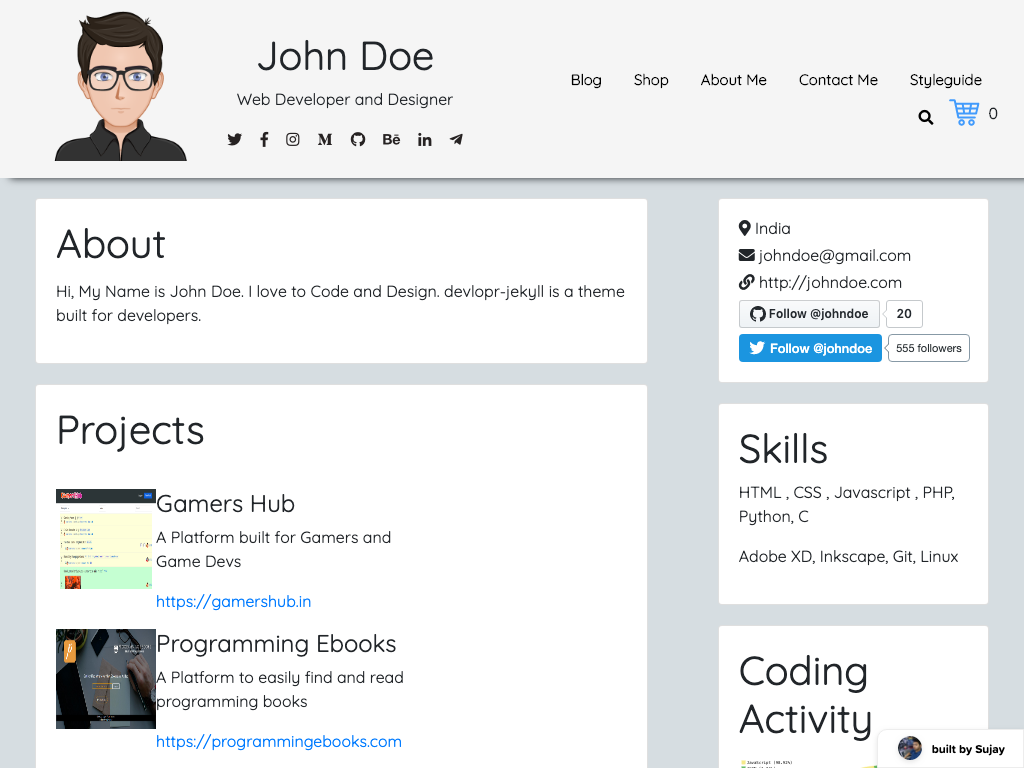 John Doe
Web Developer and Designer
Blog Shop About Me Contact Me Styleguide
0
About
Hi, My Name is John Doe. I love to Code and Design. devlopr-jekyll is a theme
built for developers.
India
johndoe@gmail.com
http://johndoe.com
Follow @johndoe 20
Follow @johndoe 555 followers
Projects
Gamers Hub
A Platform built for Gamers and
Game Devs
https://gamershub.in
Programming Ebooks
A Platform to easily find and read
programming books
https://programmingebooks.com
Skills
HTML , CSS , Javascript , PHP,
Python, C
Adobe XD, Inkscape, Git, Linux
Coding
Activity
built by Sujay